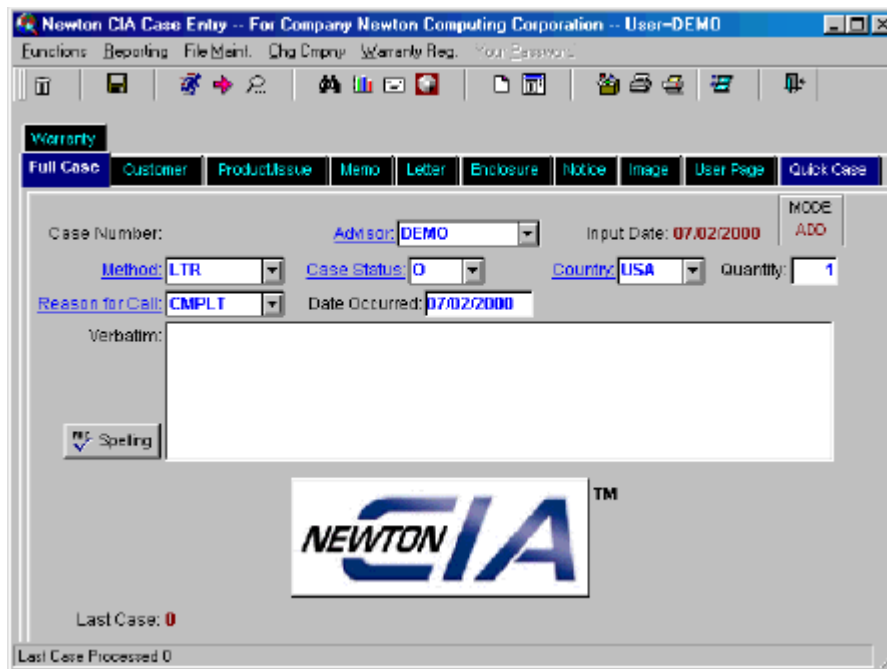 Newton CIA Case Entry -- For Company Newton Computing Corporation -- User=DEMO
Functions Reporting File Maint. Chg Cmpny Warranty Reg. Your Password
Warranty
Full Case Customer Product/Issue Memo Letter Enclosure Notice Image User Page Quick Case
MODE
Case Number: Advisor: DEMO Input Date: 07/02/2000 ADD
Method: LTR Case Status: O Country: USA Quantity: 1
Reason for Call: CMPLT Date Occurred: 07/02/2000
Verbatim:
Spelling
NEWTON CIA TM
Last Case: 0
Last Case Processed 0